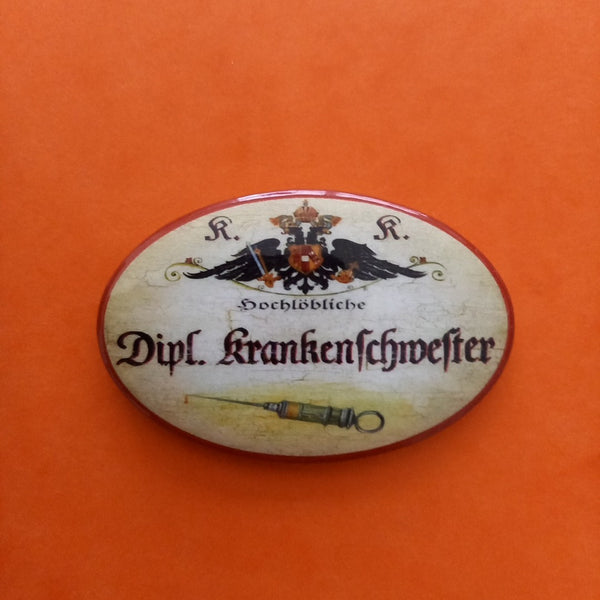 K. K.
Hochlöbliche
Dipl. Krankenſchweſter